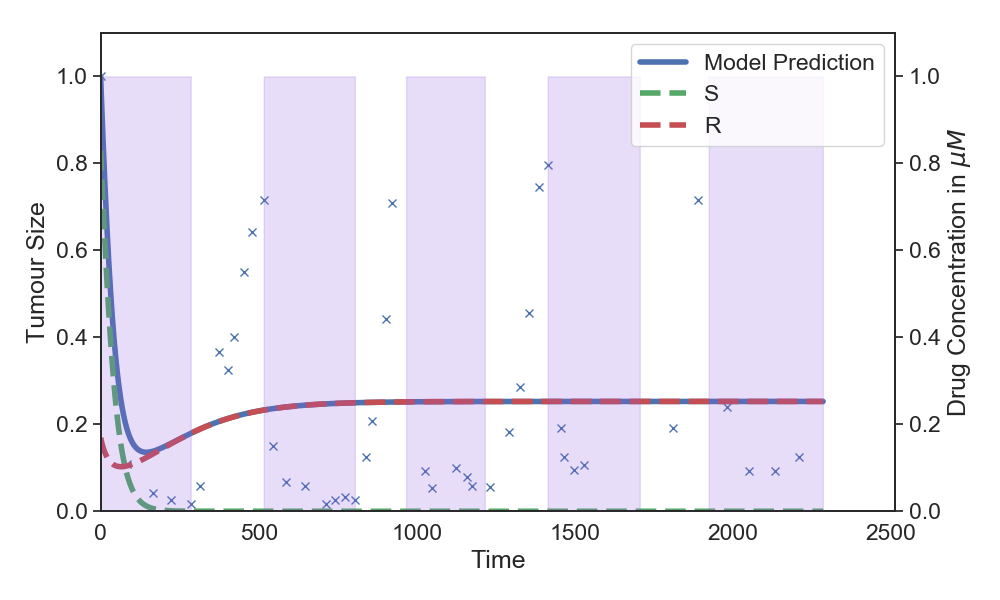 Model Prediction
S
R
1.0
0.8
0.6
0.4
0.2
0.0
Tumour Size
1.0
0.8
0.6
0.4
0.2
0.0
Drug Concentration in μM
0 500 1000 1500 2000 2500
Time